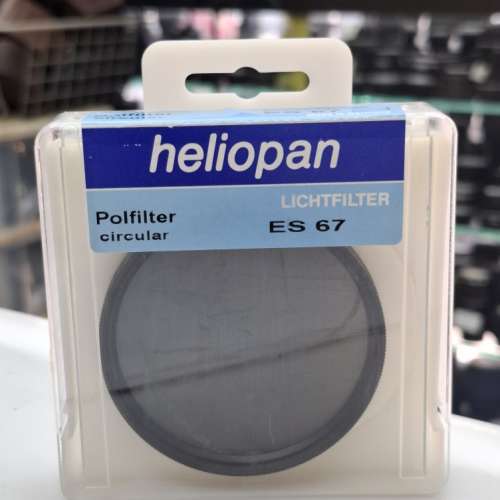 heliopan
LICHTFILTER
Polfilter ES 67
circular